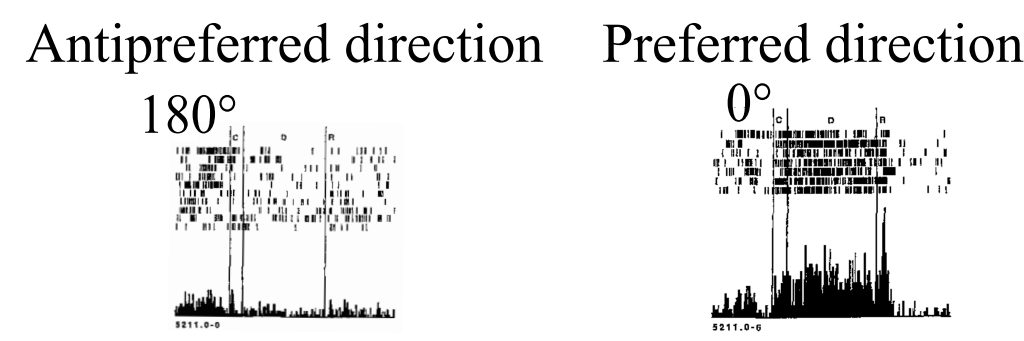 Antipreferred direction
180°
C D R
5211.0-0
Preferred direction
0°
C D R
5211.0-6